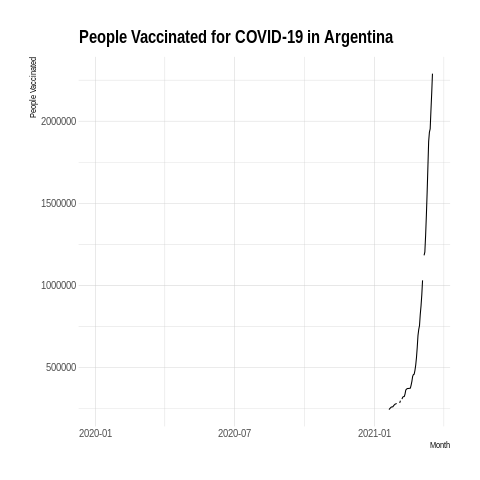 People Vaccinated for COVID-19 in Argentina
People Vaccinated
2000000
1500000
1000000
500000
2020-01 2020-07 2021-01
Month